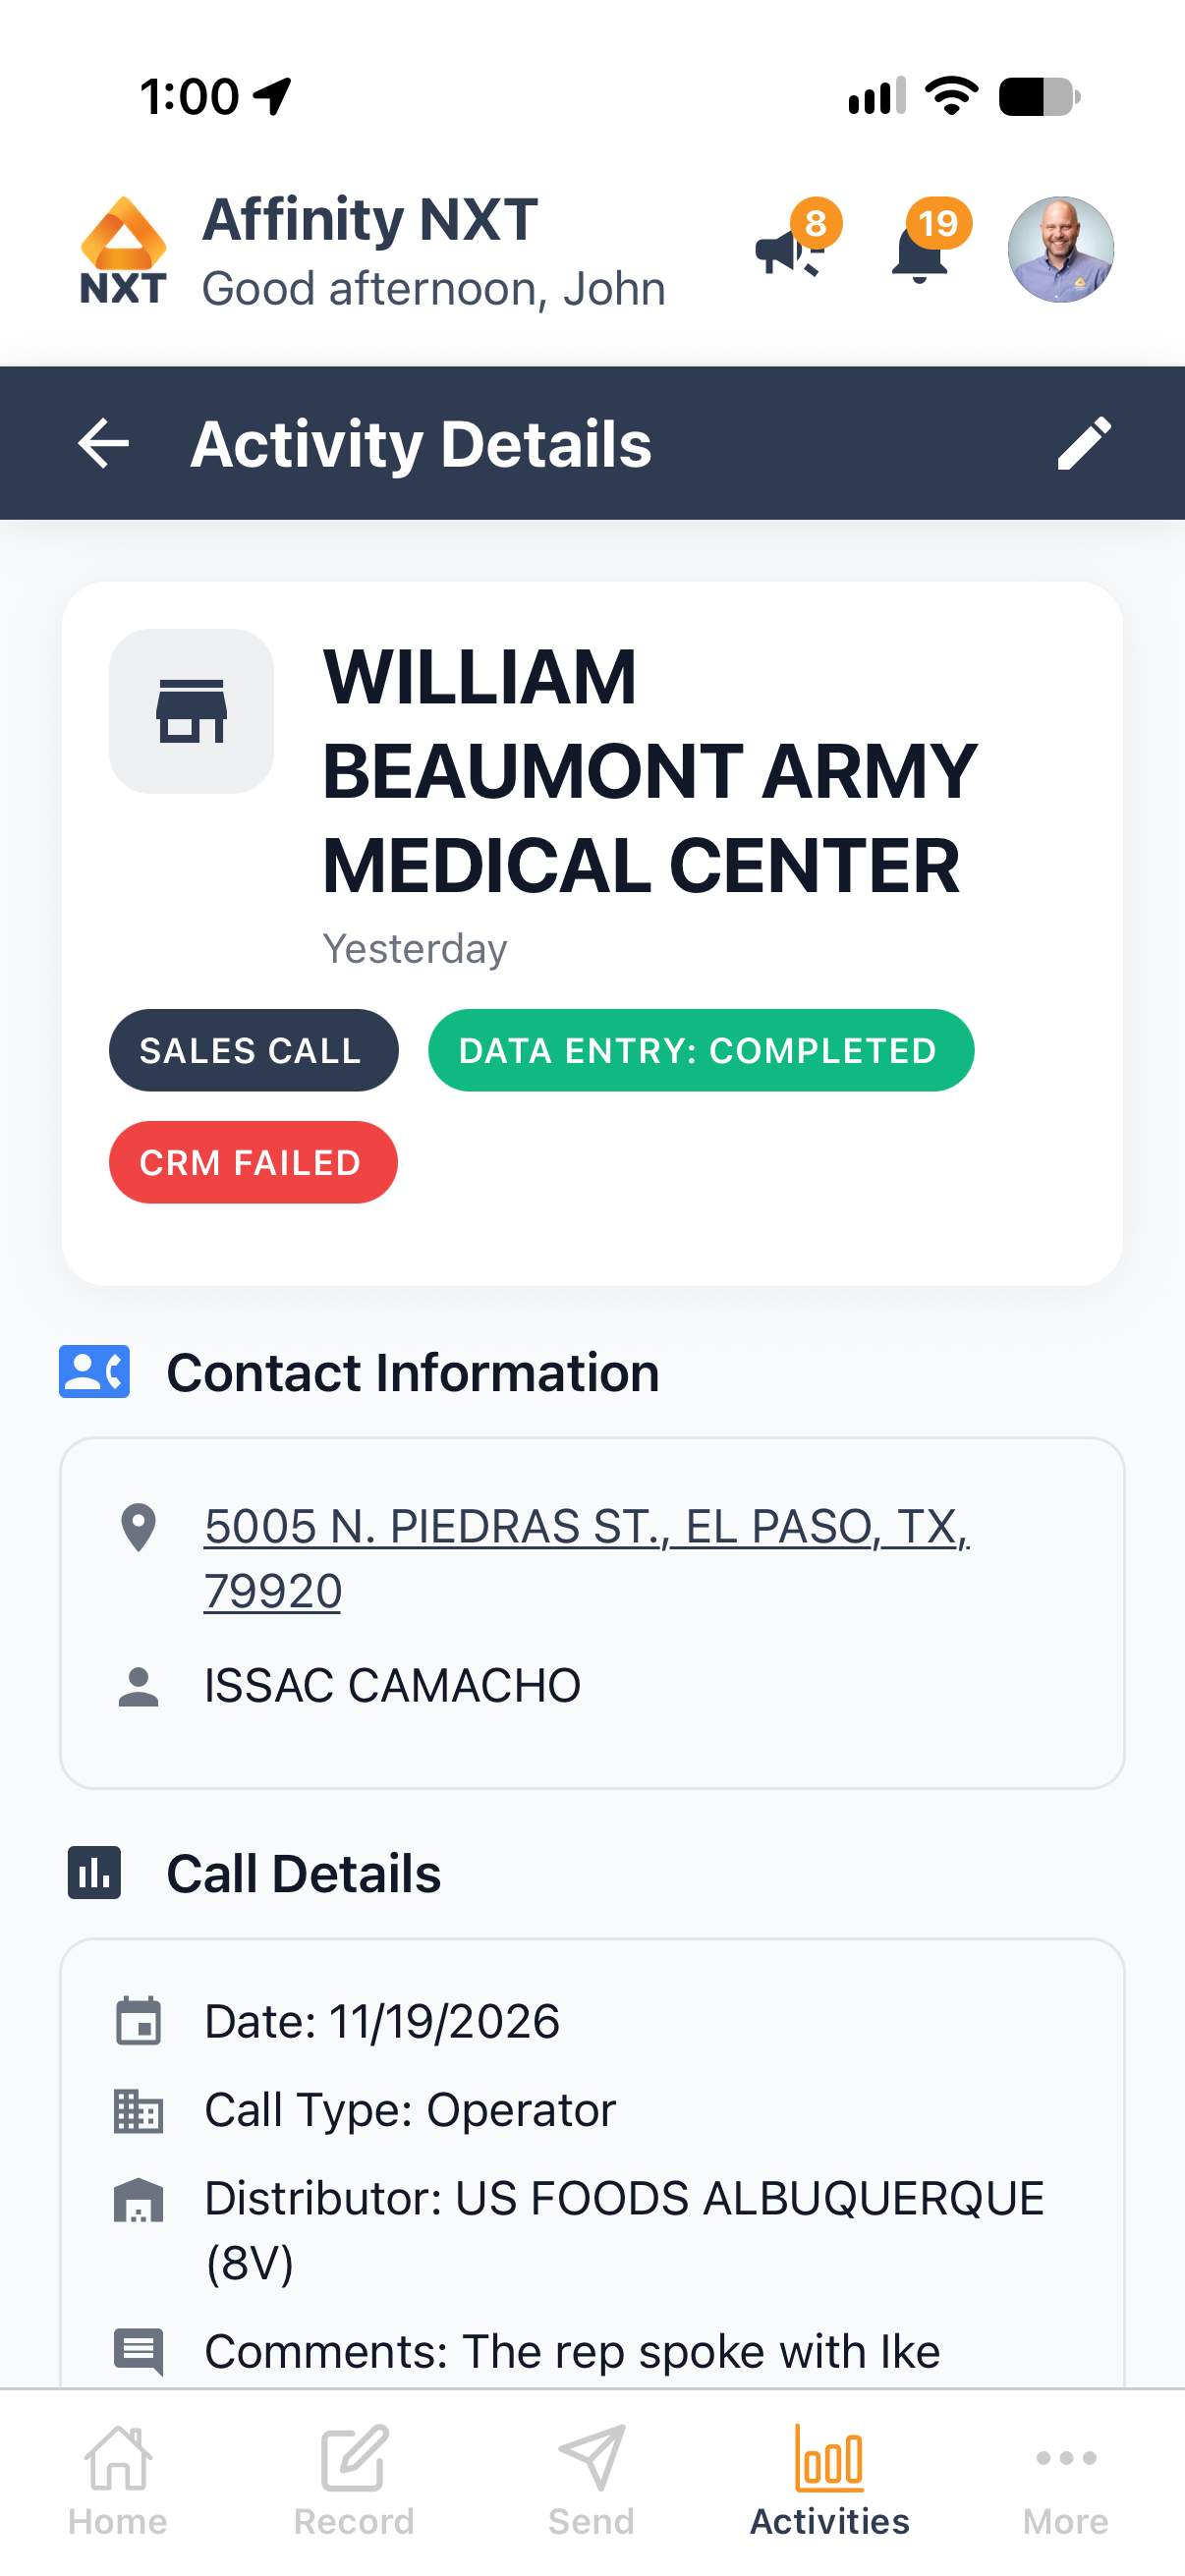 1:00
Affinity NXT
8
19
NXT
Good afternoon, John
Activity Details
WILLIAM
BEAUMONT ARMY
MEDICAL CENTER
Yesterday
SALES CALL
DATA ENTRY: COMPLETED
CRM FAILED
Contact Information
5005 N. PIEDRAS ST., EL PASO, TX,
79920
ISSAC CAMACHO
Call Details
Date: 11/19/2026
Call Type: Operator
Distributor: US FOODS ALBUQUERQUE
(8V)
Comments: The rep spoke with Ike
Home
Record
Send
Activities
More